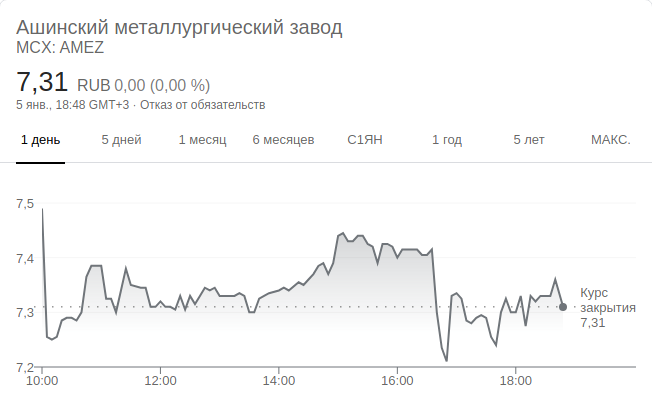 Ашинский металлургический завод
MCX: AMEZ
7,31 RUB 0,00 (0,00 %)
5 янв., 18:48 GMT+3 · Отказ от обязательств
1 день 5 дней 1 месяц 6 месяцев С1ЯН 1 год 5 лет МАКС.
7,5
7,4
7,3
7,2
Курс
закрытия
7,31
10:00 12:00 14:00 16:00 18:00